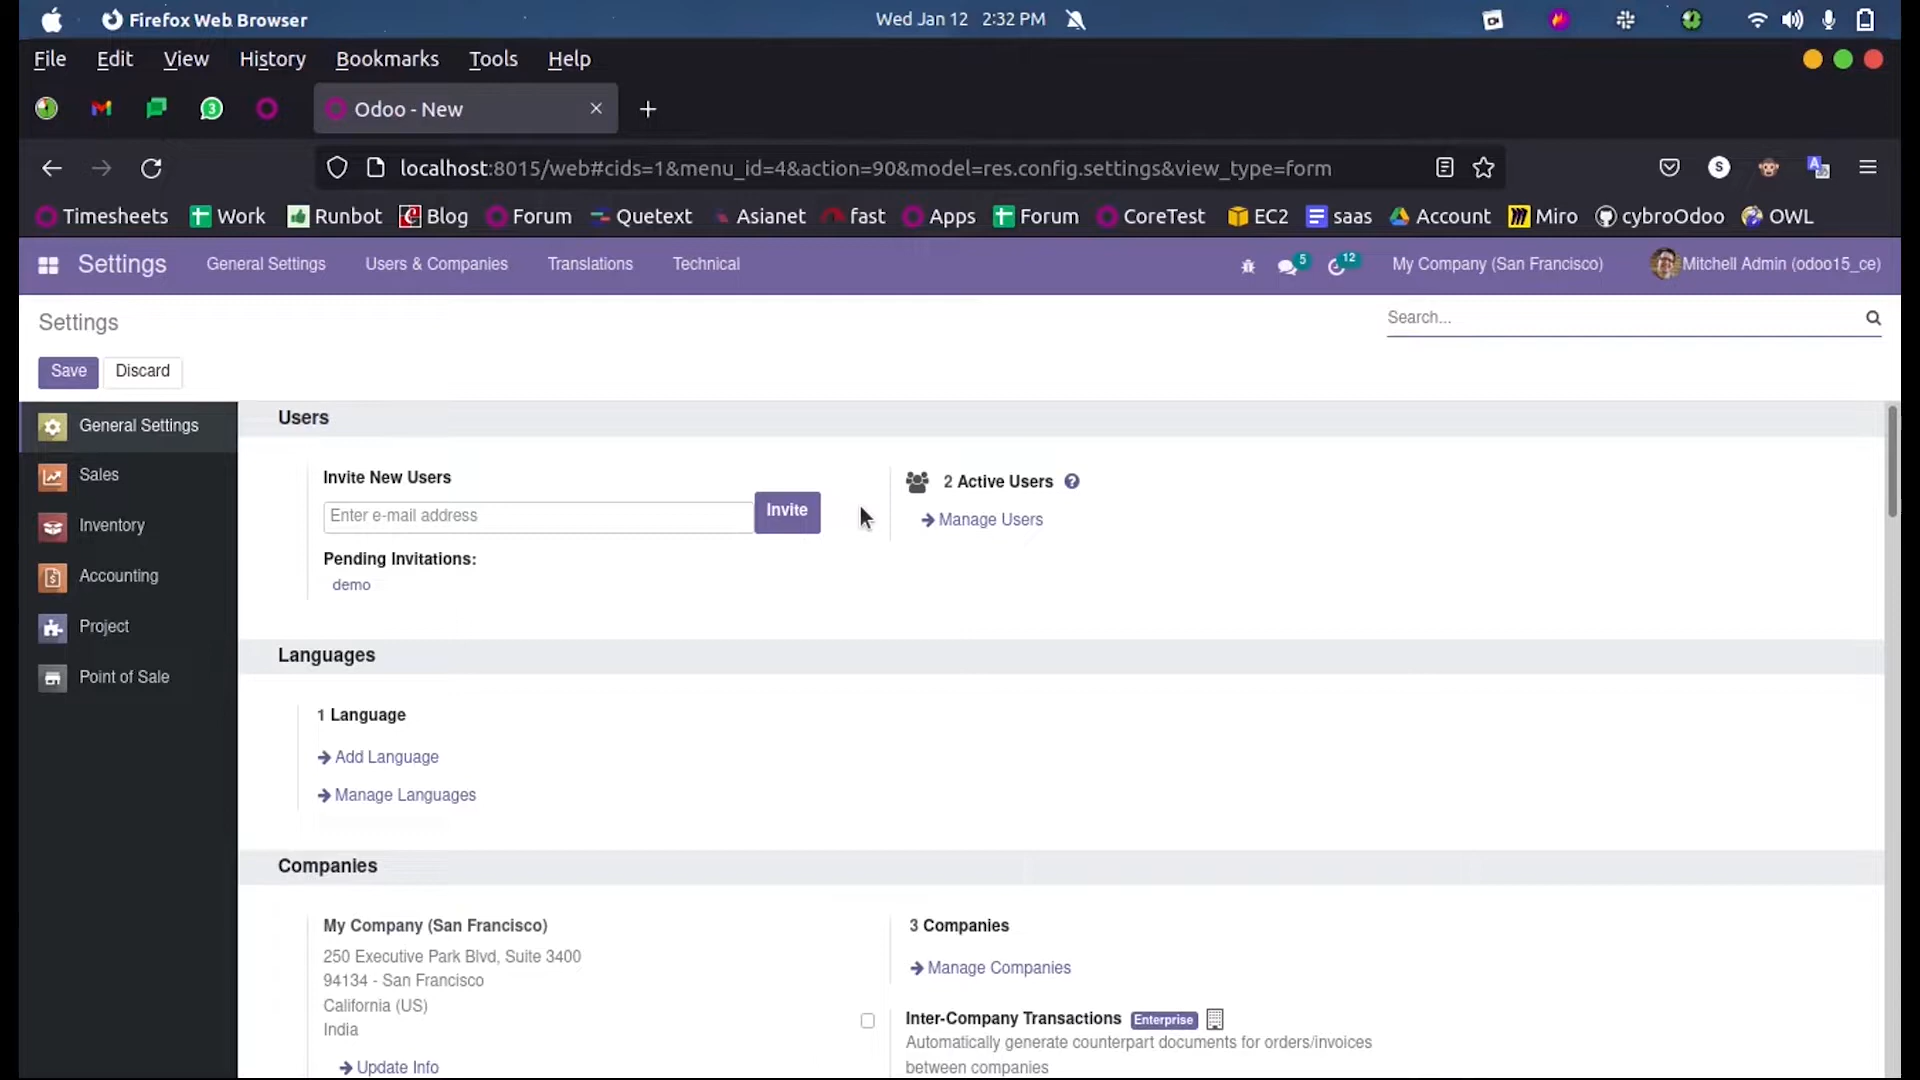 Firefox Web Browser
Wed Jan 12 2:32 PM
File Edit View History Bookmarks Tools Help
3
Odoo - New
localhost:8015/web#cids=1&menu_id=4&action=90&model=res.config.settings&view_type=form
S
Timesheets Work Runbot Blog Forum Quetext Asianet fast Apps Forum CoreTest EC2 saas Account Miro cybroOdoo OWL
Settings General Settings Users & Companies Translations Technical 5 12 My Company (San Francisco) Mitchell Admin (odoo15_ce)
Settings
Search...
Save Discard
General Settings
Sales
Inventory
Accounting
Project
Point of Sale
Users
Invite New Users
Enter e-mail address
Invite
Pending Invitations:
demo
2 Active Users ?
Manage Users
Languages
1 Language
Add Language
Manage Languages
Companies
My Company (San Francisco)
250 Executive Park Blvd, Suite 3400
94134 - San Francisco
California (US)
India
Update Info
3 Companies
Manage Companies
Inter-Company Transactions Enterprise
Automatically generate counterpart documents for orders/invoices
between companies